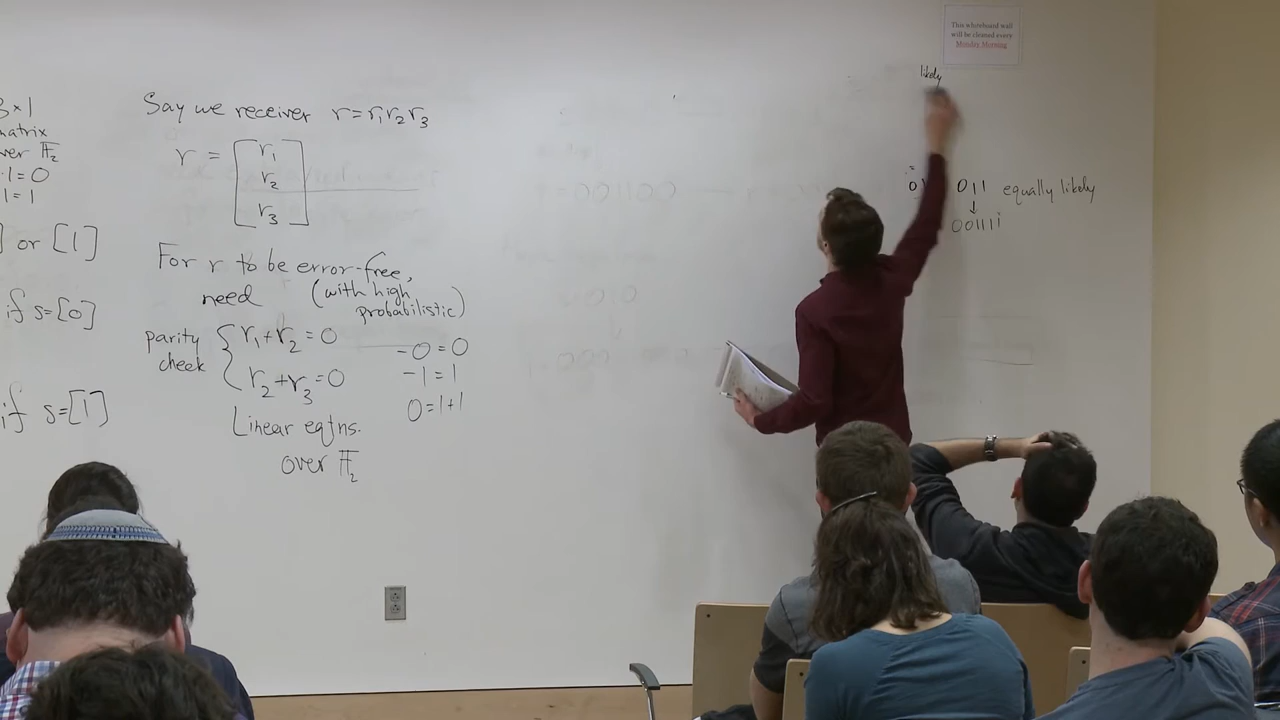 3×1
matrix
over 𝔽₂
-1=0
1=1
] or [1]
if s=[0]
if s=[1]
Say we receiver r=r₁r₂r₃
r = [r₁
r₂
r₃]
For r to be error-free,
need (with high
probabilistic)
parity
check
r₁+r₂=0
r₂+r₃=0
-0=0
-1=1
0=1+1
Linear eqtns.
over 𝔽₂
This whiteboard wall
will be cleaned every
Monday Morning
likely
011 equally likely
↓